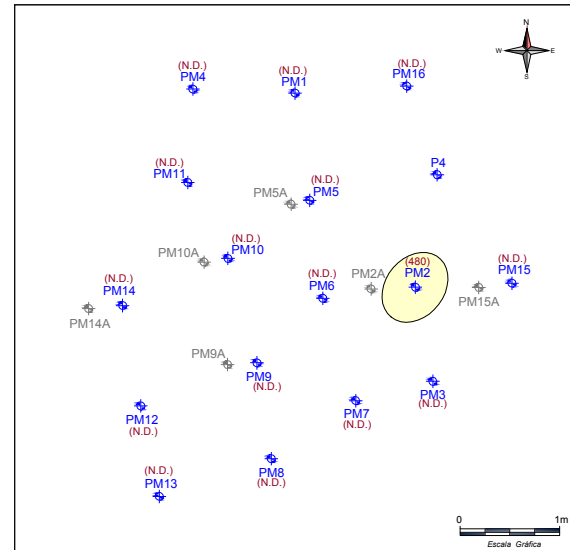 N
W
E
S
(N.D.)
PM4
(N.D.)
PM1
(N.D.)
PM16
(N.D.)
PM11
P4
PM5A
(N.D.)
PM5
(N.D.)
PM10
PM10A
(480)
PM2
PM2A
(N.D.)
PM15
PM15A
(N.D.)
PM6
(N.D.)
PM14
PM14A
PM9A
PM9
(N.D.)
PM3
(N.D.)
PM12
(N.D.)
PM7
(N.D.)
PM8
(N.D.)
(N.D.)
PM13
0 1m
Escala Gráfica